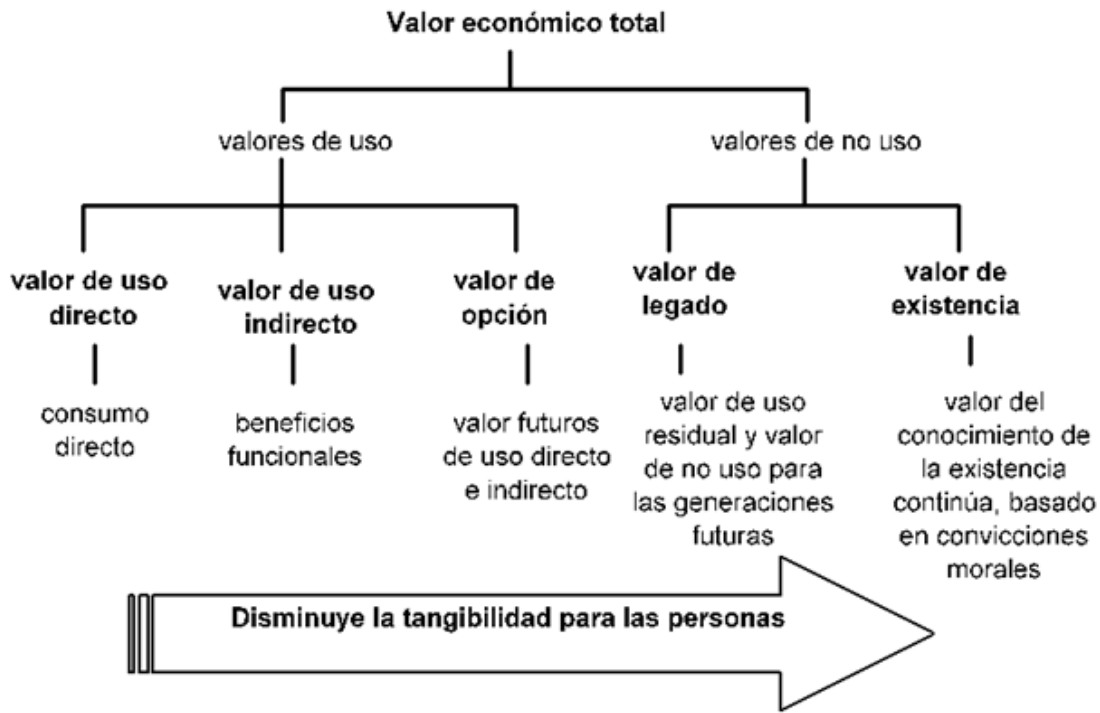 Valor económico total
valores de uso
valores de no uso
valor de uso
directo
valor de uso
indirecto
valor de
opción
valor de
legado
valor de
existencia
consumo
directo
beneficios
funcionales
valor futuros
de uso directo
e indirecto
valor de uso
residual y valor
de no uso para
las generaciones
futuras
valor del
conocimiento de
la existencia
continúa, basado
en convicciones
morales
Disminuye la tangibilidad para las personas